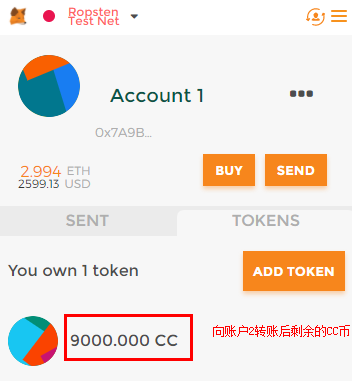 Ropsten
Test Net
Account 1
0x7A9B...
2.994 ETH
2599.13 USD
BUY
SEND
SENT
TOKENS
You own 1 token
ADD TOKEN
9000.000 CC
向账户2转账后剩余的CC币